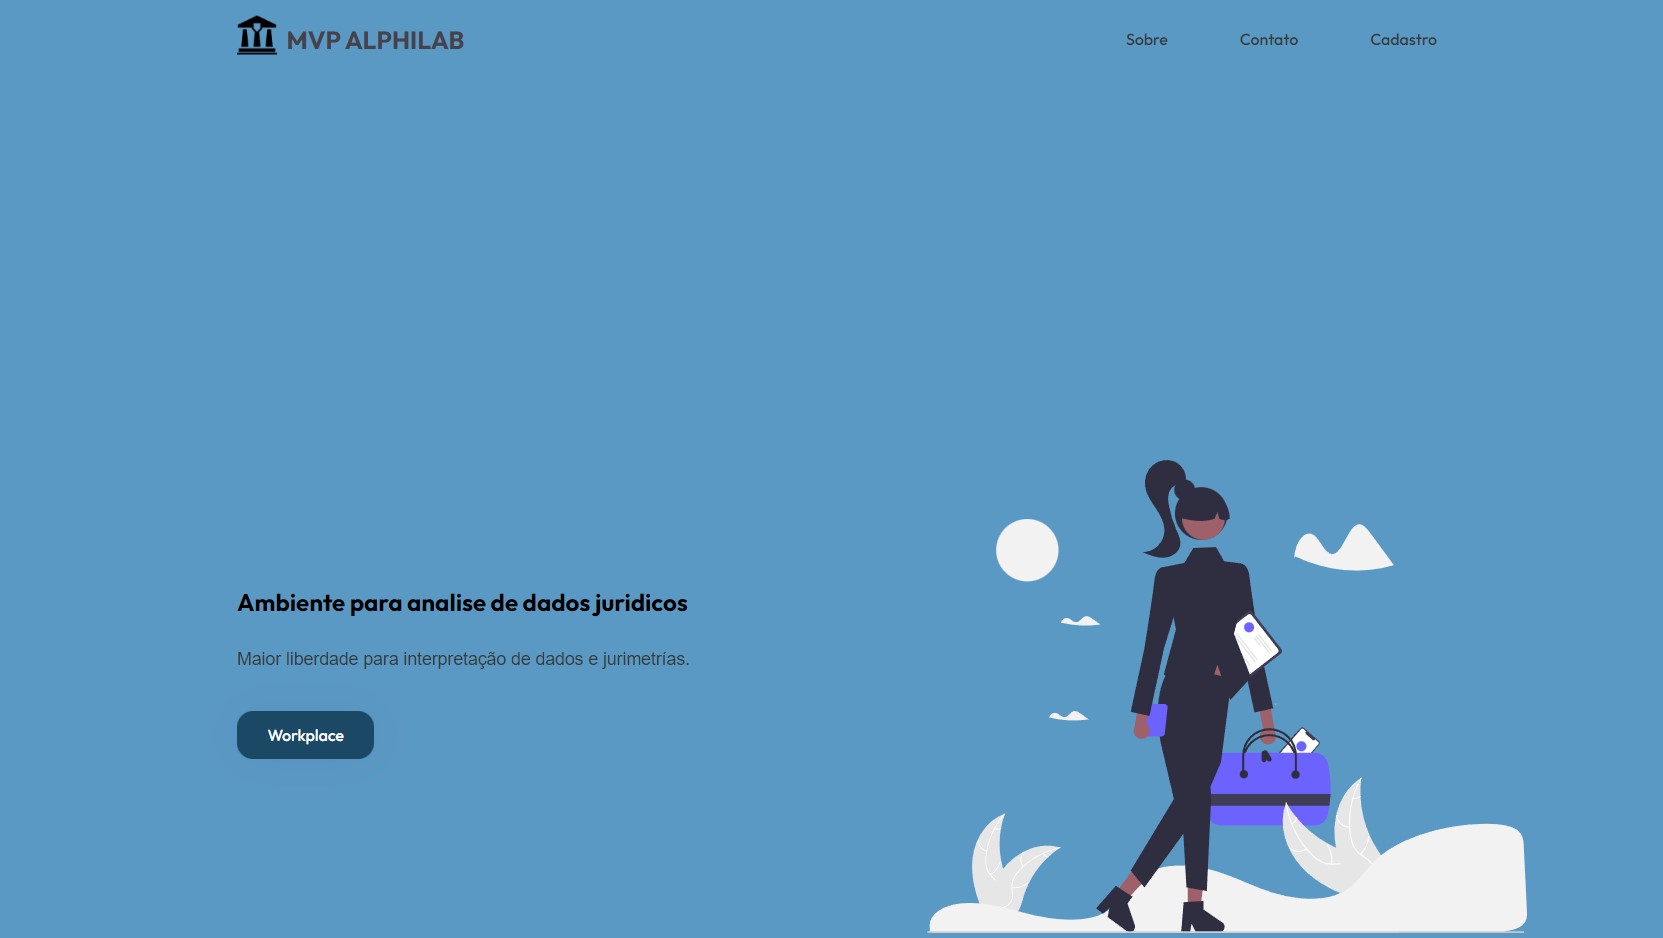 MVP ALPHILAB
Sobre
Contato
Cadastro
Ambiente para analise de dados juridicos
Maior liberdade para interpretação de dados e jurimetrías.
Workplace